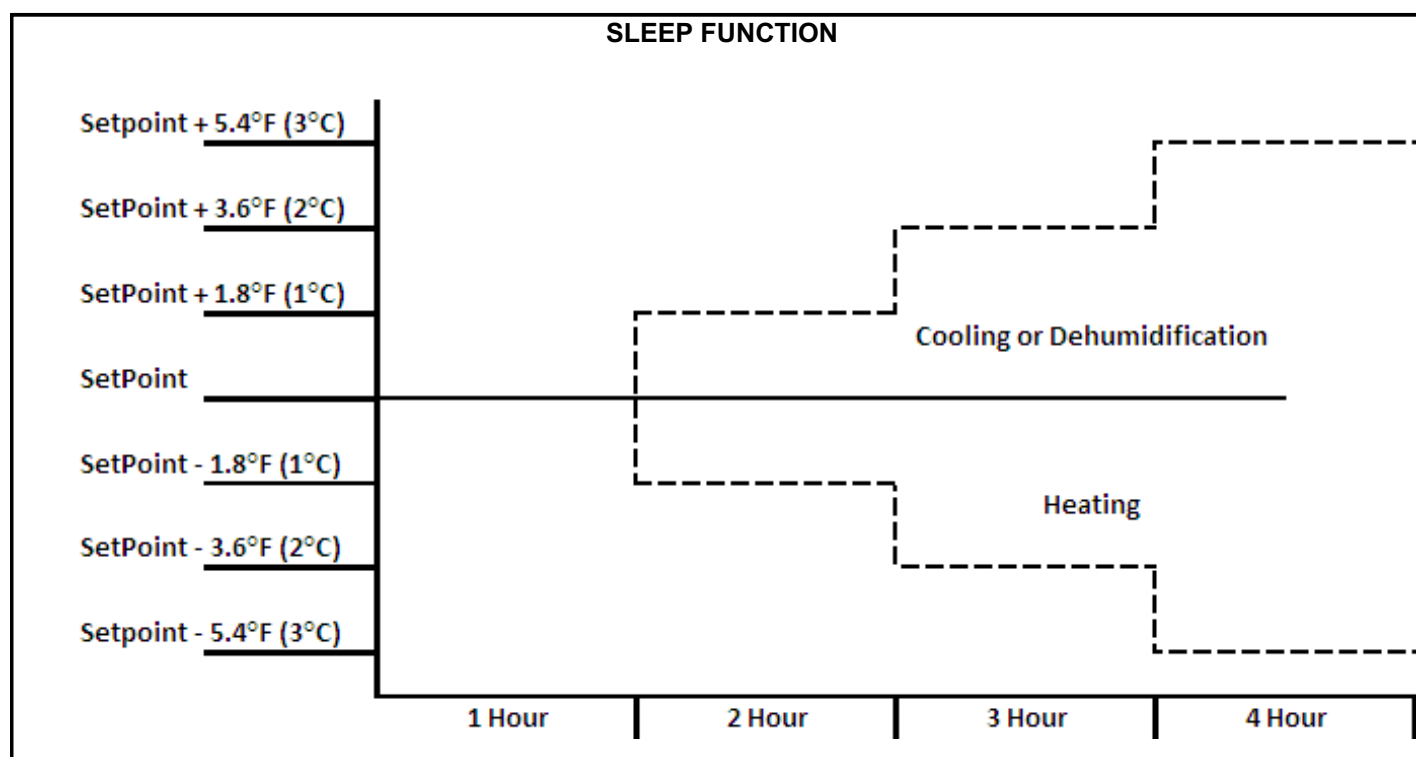 SLEEP FUNCTION
Setpoint + 5.4°F (3°C)
SetPoint + 3.6°F (2°C)
SetPoint + 1.8°F (1°C)
Cooling or Dehumidification
SetPoint
SetPoint - 1.8°F (1°C)
Heating
SetPoint - 3.6°F (2°C)
Setpoint - 5.4°F (3°C)
1 Hour
2 Hour
3 Hour
4 Hour